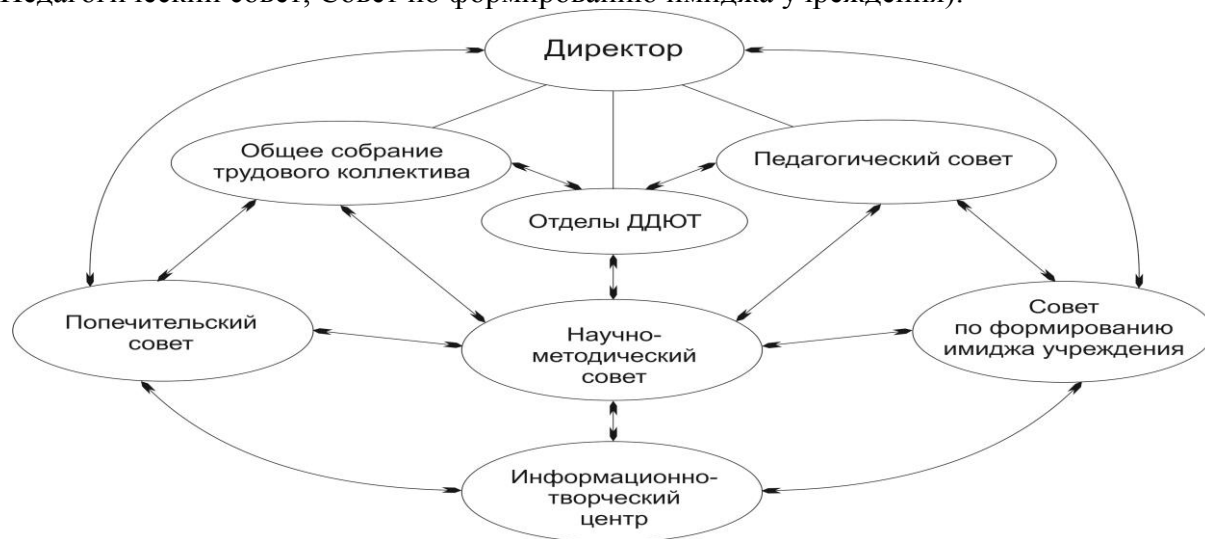 Педагогический совет, Совет по формированию имиджа учреждения).
Директор
Общее собрание
трудового коллектива
Педагогический совет
Отделы ДДЮТ
Попечительский
совет
Научно-
методический
совет
Совет
по формированию
имиджа учреждения
Информационно-
творческий
центр